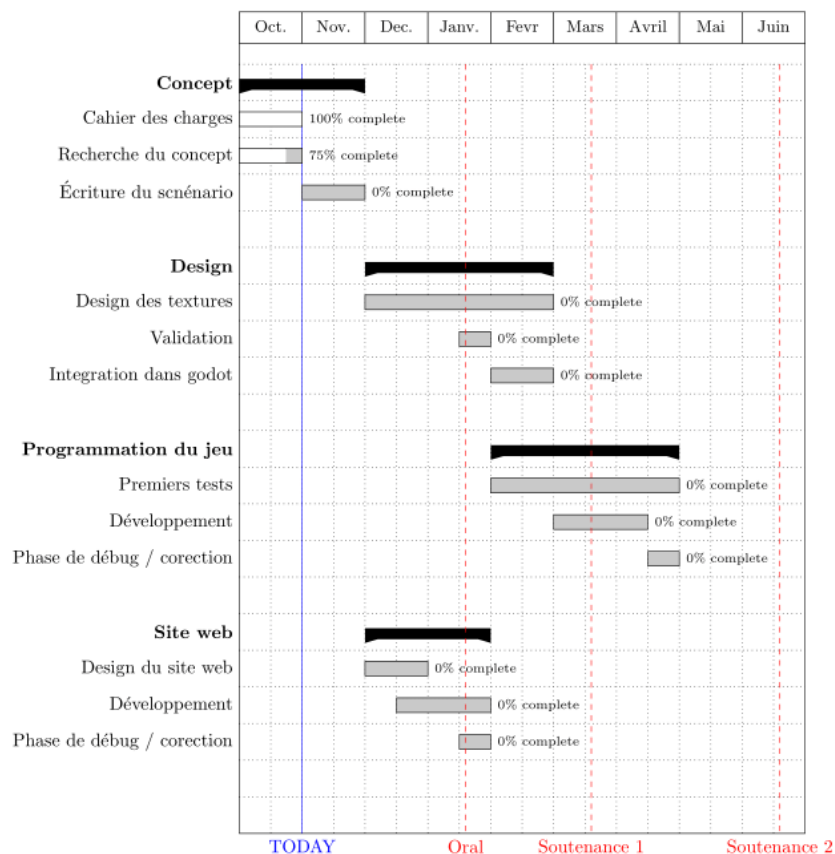 Oct. Nov. Dec. Janv. Fevr Mars Avril Mai Juin
Concept
Cahier des charges 100% complete
Recherche du concept 75% complete
Écriture du scnénario 0% complete
Design
Design des textures 0% complete
Validation 0% complete
Integration dans godot 0% complete
Programmation du jeu
Premiers tests 0% complete
Développement 0% complete
Phase de débug / corection 0% complete
Site web
Design du site web 0% complete
Développement 0% complete
Phase de débug / corection 0% complete
TODAY Oral Soutenance 1 Soutenance 2